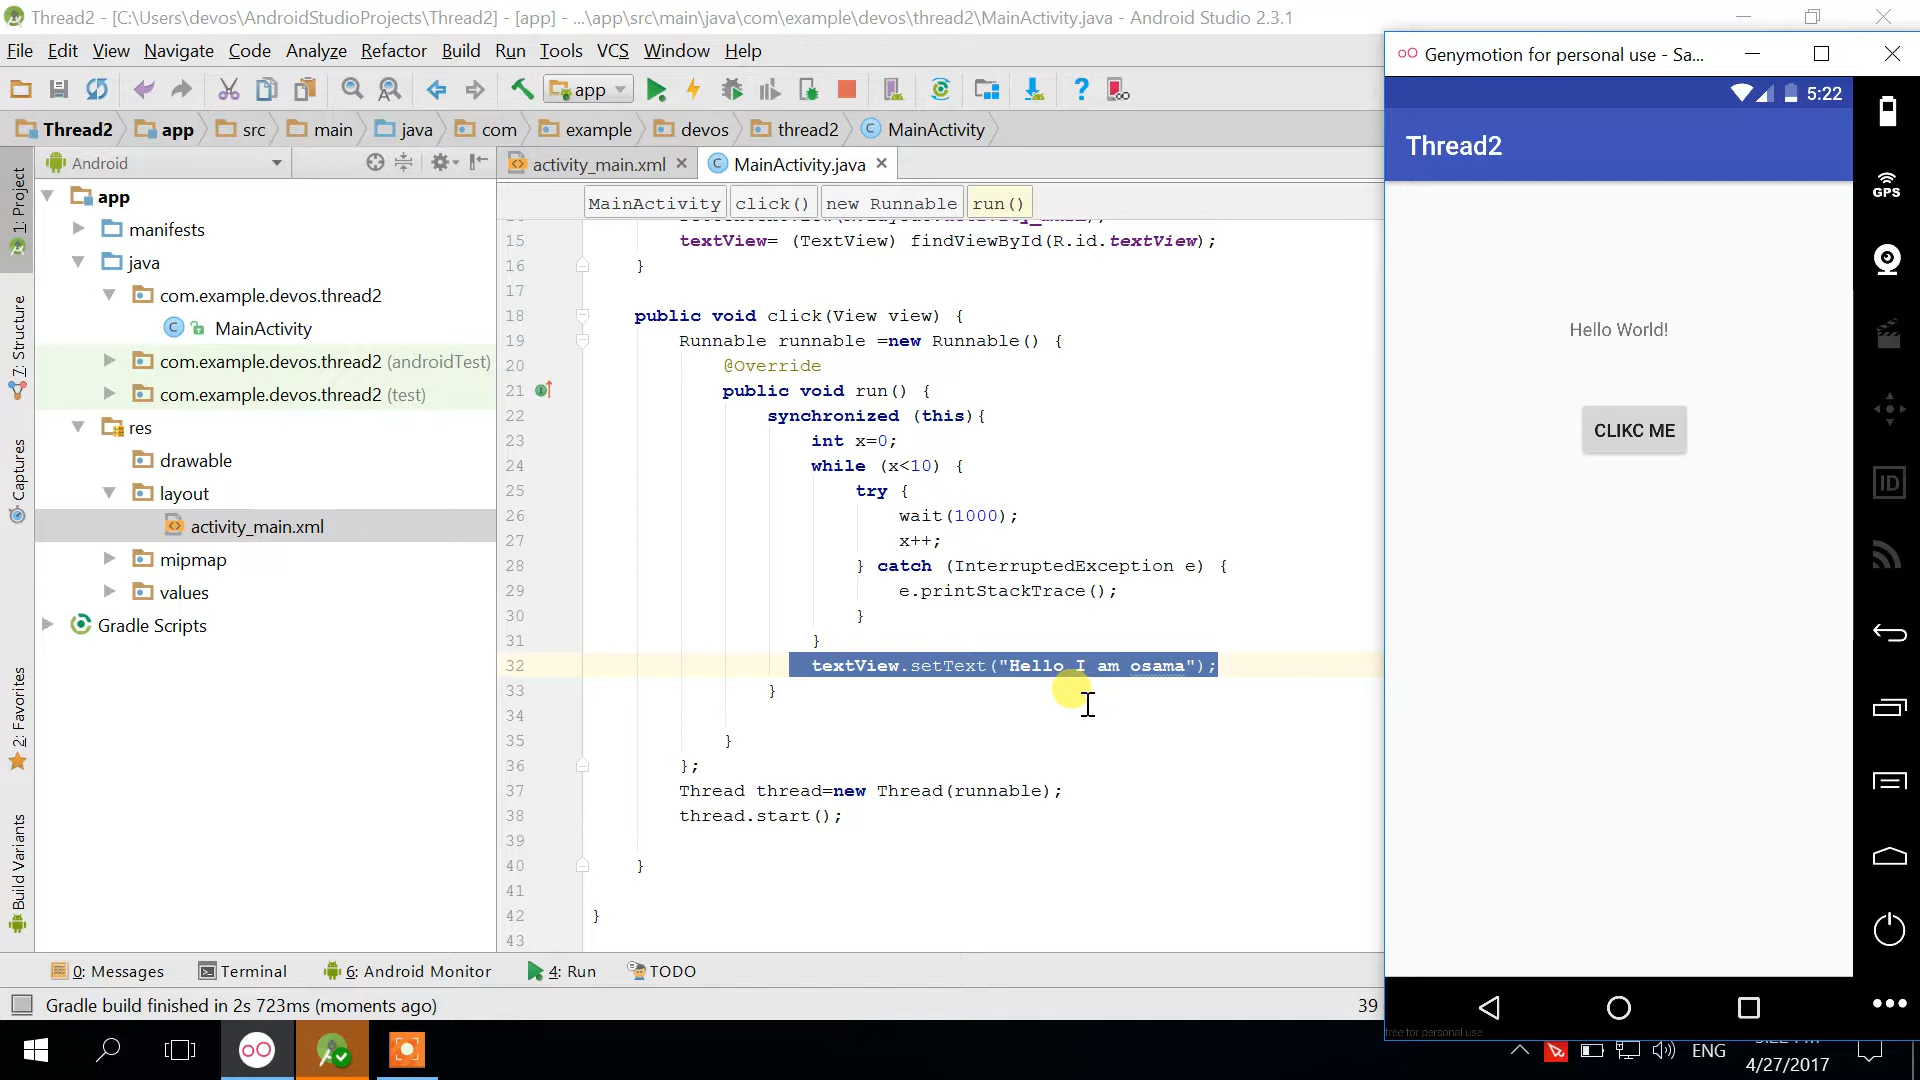 Thread2 - [C:\Users\devos\AndroidStudioProjects\Thread2] - [app] - ...\app\src\main\java\com\example\devos\thread2\MainActivity.java - Android Studio 2.3.1
File Edit View Navigate Code Analyze Refactor Build Run Tools VCS Window Help
app
Thread2 app src main java com example devos thread2 MainActivity
Android
activity_main.xml
MainActivity.java
MainActivity click() new Runnable run()
1: Project
7: Structure
Captures
2: Favorites
Build Variants
app
manifests
java
com.example.devos.thread2
MainActivity
com.example.devos.thread2 (androidTest)
com.example.devos.thread2 (test)
res
drawable
layout
activity_main.xml
mipmap
values
Gradle Scripts
15 textView= (TextView) findViewById(R.id.textView);
16 }
17
18 public void click(View view) {
19 Runnable runnable =new Runnable() {
20 @Override
21 public void run() {
22 synchronized (this){
23 int x=0;
24 while (x<10) {
25 try {
26 wait(1000);
27 x++;
28 } catch (InterruptedException e) {
29 e.printStackTrace();
30 }
31 }
32 textView.setText("Hello I am osama");
33 }
34
35 }
36 };
37 Thread thread=new Thread(runnable);
38 thread.start();
39
40 }
41
42 }
43
0: Messages Terminal 6: Android Monitor 4: Run TODO
Gradle build finished in 2s 723ms (moments ago)
39
Genymotion for personal use - Sa...
5:22
Thread2
Hello World!
CLIKC ME
GPS
ID
free for personal use
ENG
4/27/2017